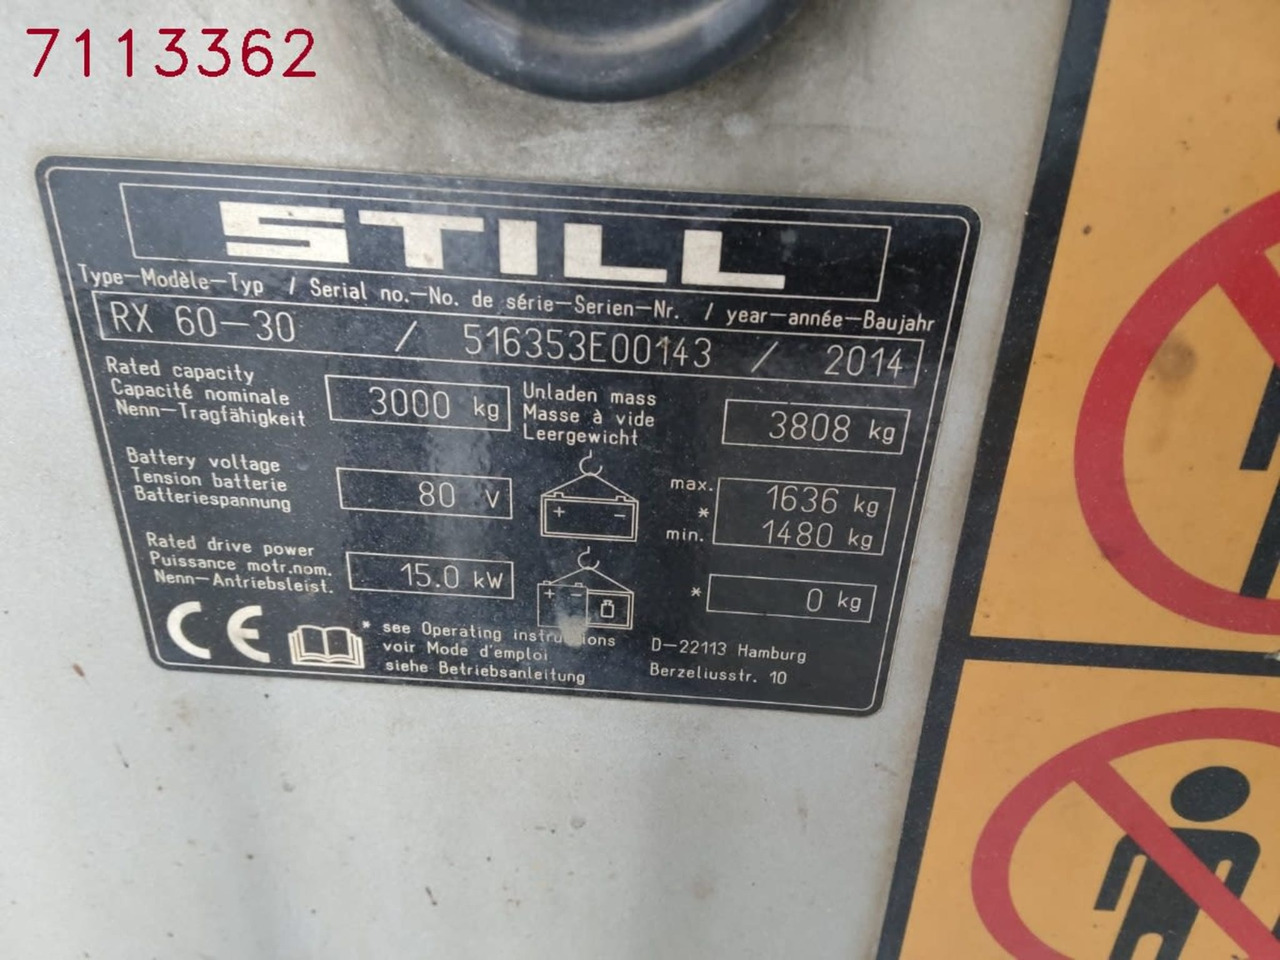 7113362
STILL
Type-Modèle-Typ / Serial no.-No. de série-Serien-Nr. / year-année-Baujahr
RX 60-30 / 516353E00143 / 2014
Rated capacity
Capacité nominale
Nenn-Tragfähigkeit
3000 kg
Unladen mass
Masse à vide
Leergewicht
3808 kg
Battery voltage
Tension batterie
Batteriespannung
80 V
+ -
max.
*
min.
1636 kg
1480 kg
Rated drive power
Puissance motr.nom.
Nenn-Antriebsleist.
15.0 kW
+ -
* 0 kg
CE
* see Operating instructions
voir Mode d'emploi
siehe Betriebsanleitung
D-22113 Hamburg
Berzeliusstr. 10